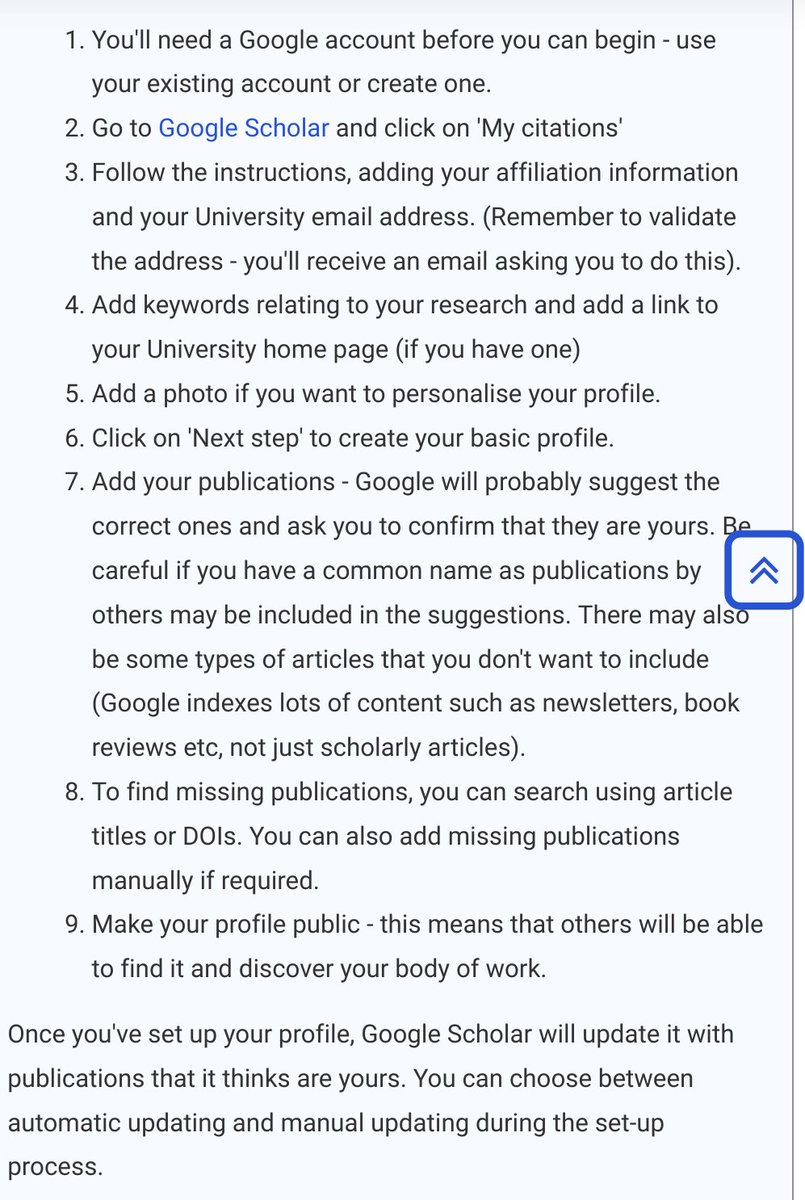 1. You'll need a Google account before you can begin - use
your existing account or create one.
2. Go to Google Scholar and click on 'My citations'
3. Follow the instructions, adding your affiliation information
and your University email address. (Remember to validate
the address - you'll receive an email asking you to do this).
4. Add keywords relating to your research and add a link to
your University home page (if you have one)
5. Add a photo if you want to personalise your profile.
6. Click on 'Next step' to create your basic profile.
7. Add your publications - Google will probably suggest the
correct ones and ask you to confirm that they are yours. Be
careful if you have a common name as publications by
others may be included in the suggestions. There may also
be some types of articles that you don't want to include
(Google indexes lots of content such as newsletters, book
reviews etc, not just scholarly articles).
8. To find missing publications, you can search using article
titles or DOIs. You can also add missing publications
manually if required.
9. Make your profile public - this means that others will be able
to find it and discover your body of work.
Once you've set up your profile, Google Scholar will update it with
publications that it thinks are yours. You can choose between
automatic updating and manual updating during the set-up
process.